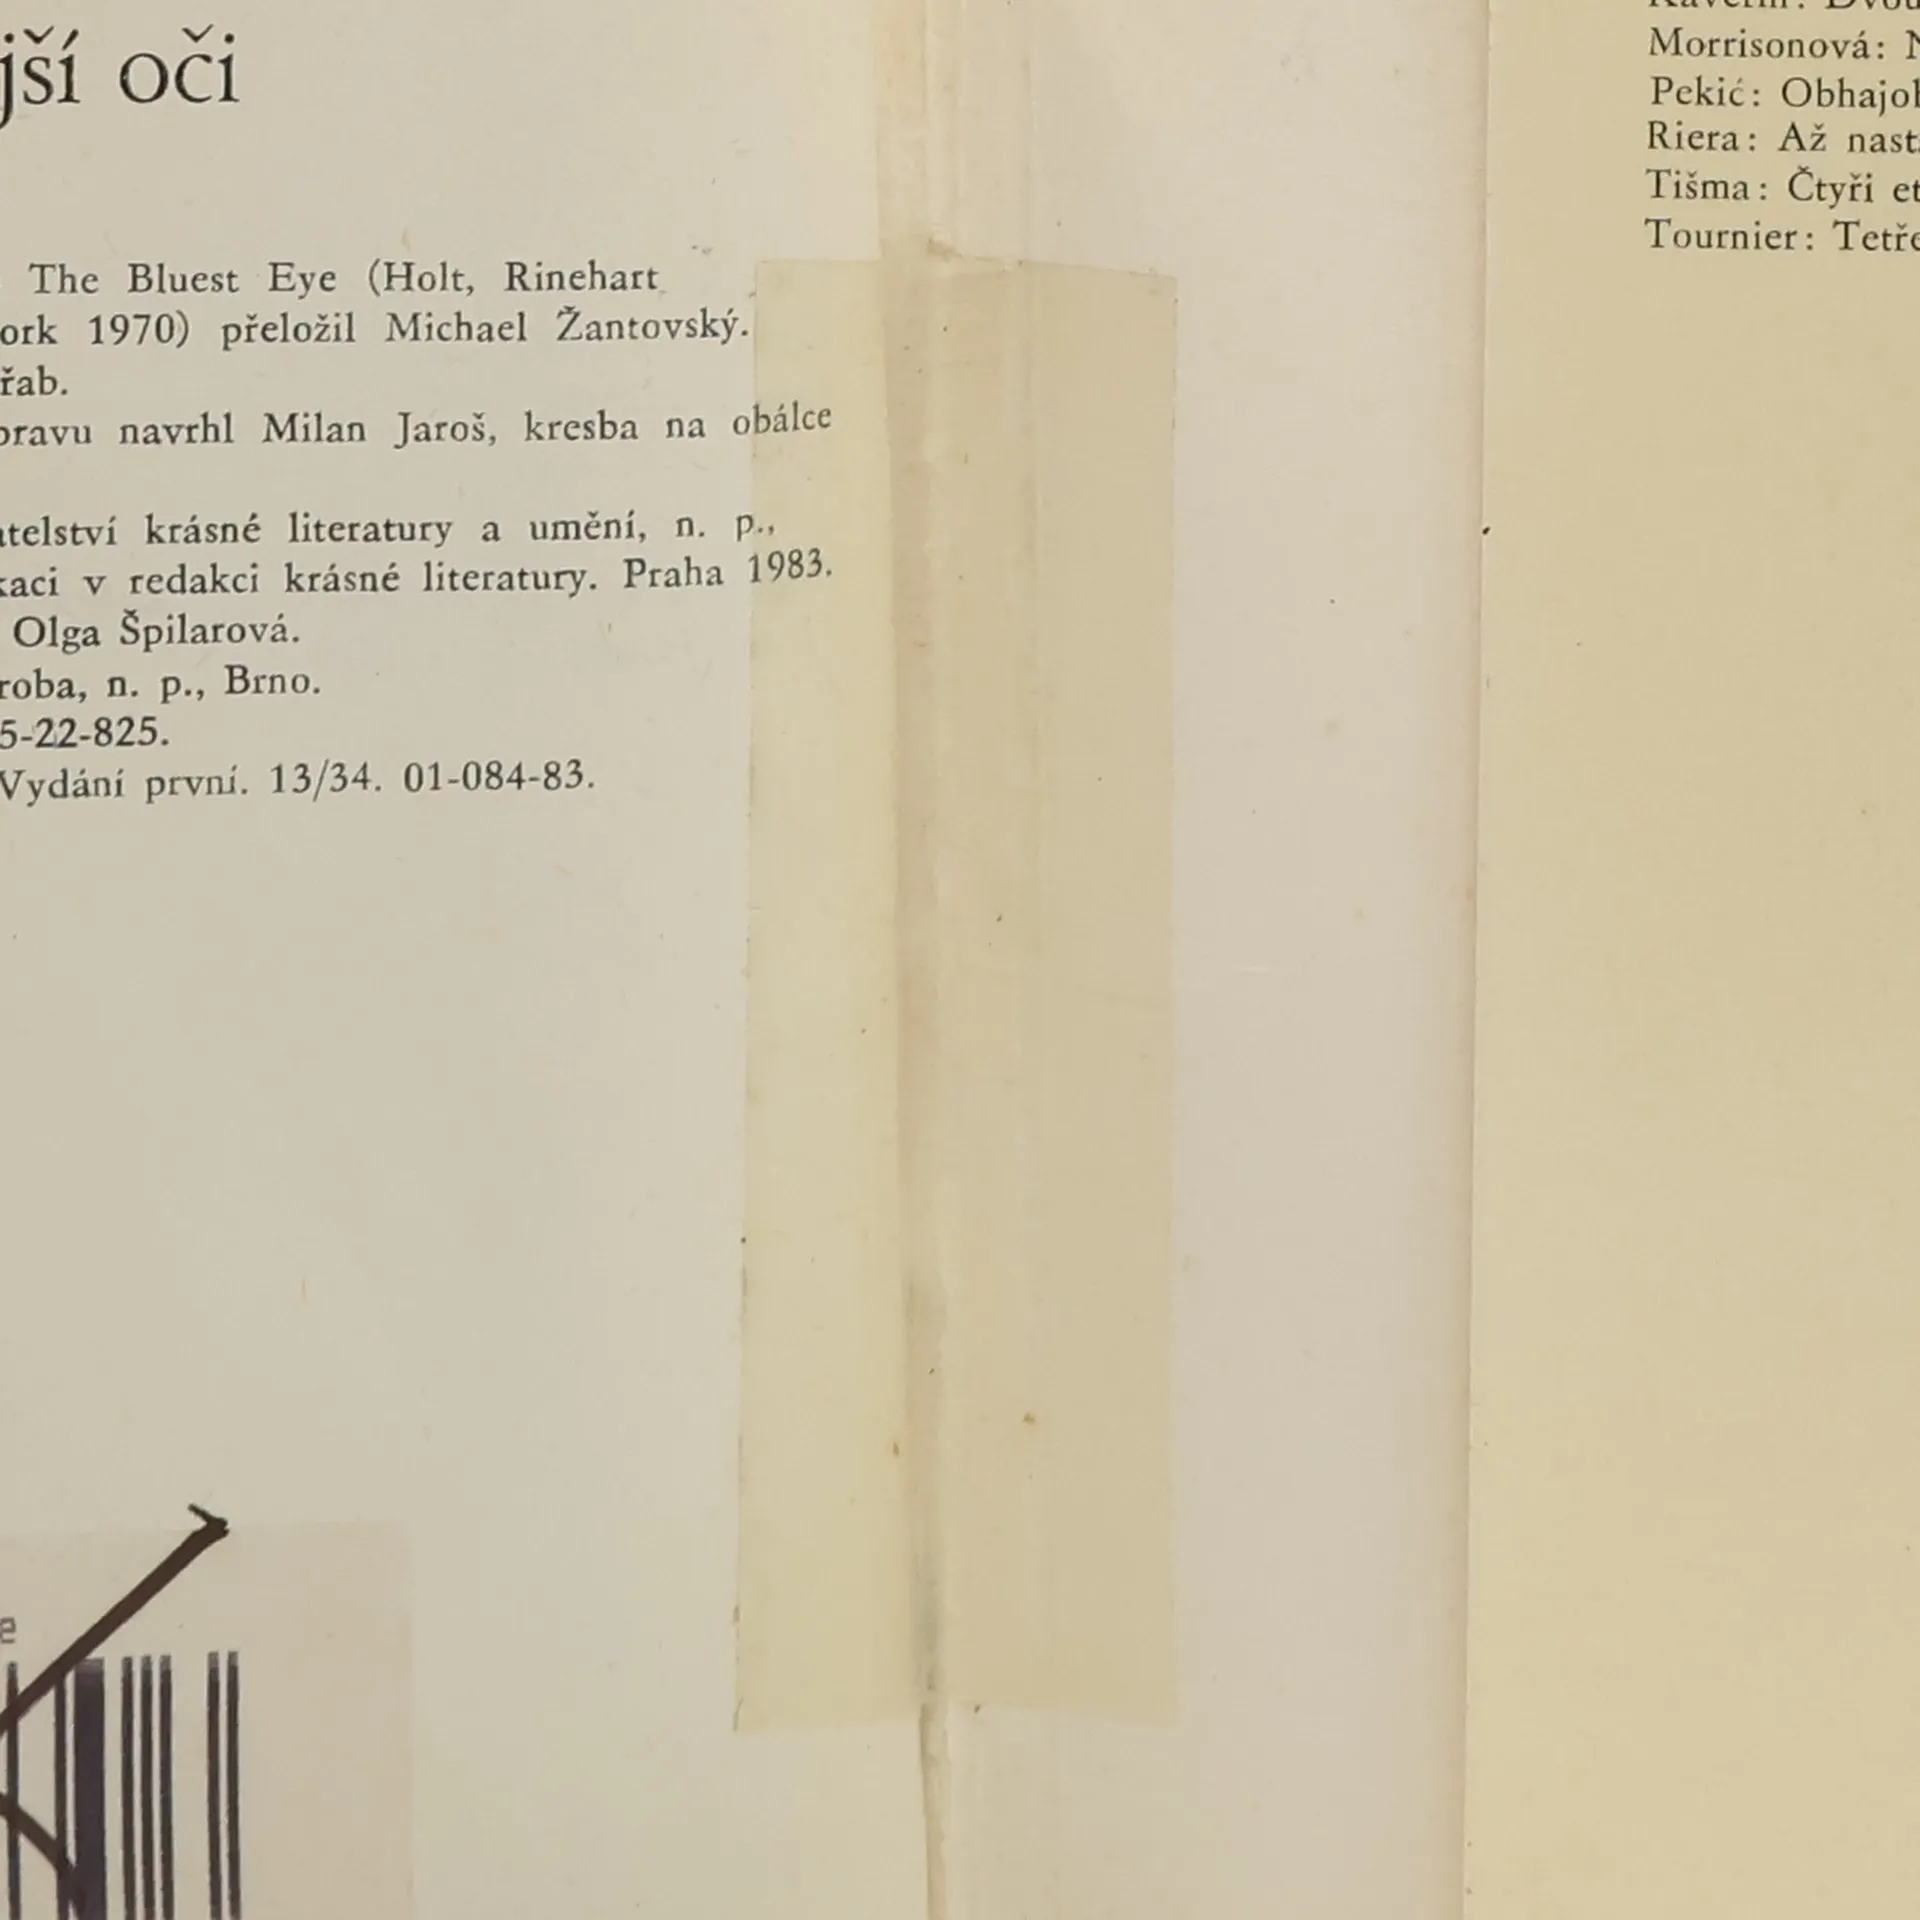 jší oči
The Bluest Eye (Holt, Rinehart
ork 1970) přeložil Michael Žantovský.
řab.
pravu navrhl Milan Jaroš, kresba na obálce
atelství krásné literatury a umění, n. p.,
kaci v redakci krásné literatury. Praha 1983.
Olga Špilarová.
roba, n. p., Brno.
5-22-825.
Vydání první. 13/34. 01-084-83.
e
Morrisonová: N
Pekić: Obhajob
Riera: Až nast
Tišma: Čtyři et
Tournier: Tetře